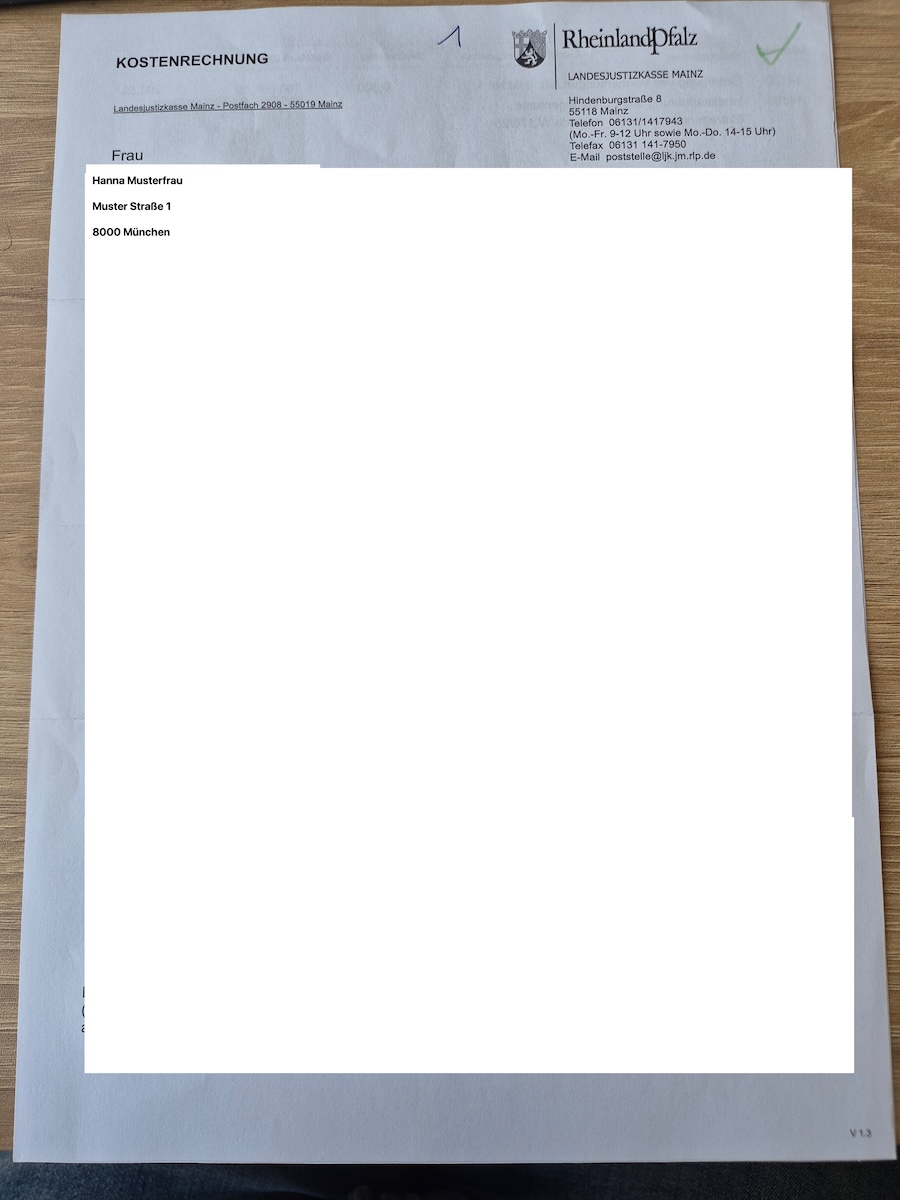 1
KOSTENRECHNUNG
RheinlandPfalz
LANDESJUSTIZKASSE MAINZ
Landesjustizkasse Mainz - Postfach 2908 - 55019 Mainz
Hindenburgstraße 8
55118 Mainz
Telefon 06131/1417943
(Mo.-Fr. 9-12 Uhr sowie Mo.-Do. 14-15 Uhr)
Telefax 06131 141-7950
E-Mail poststelle@ljk.jm.rlp.de
Frau
Hanna Musterfrau
Muster Straße 1
8000 München
V 1.3